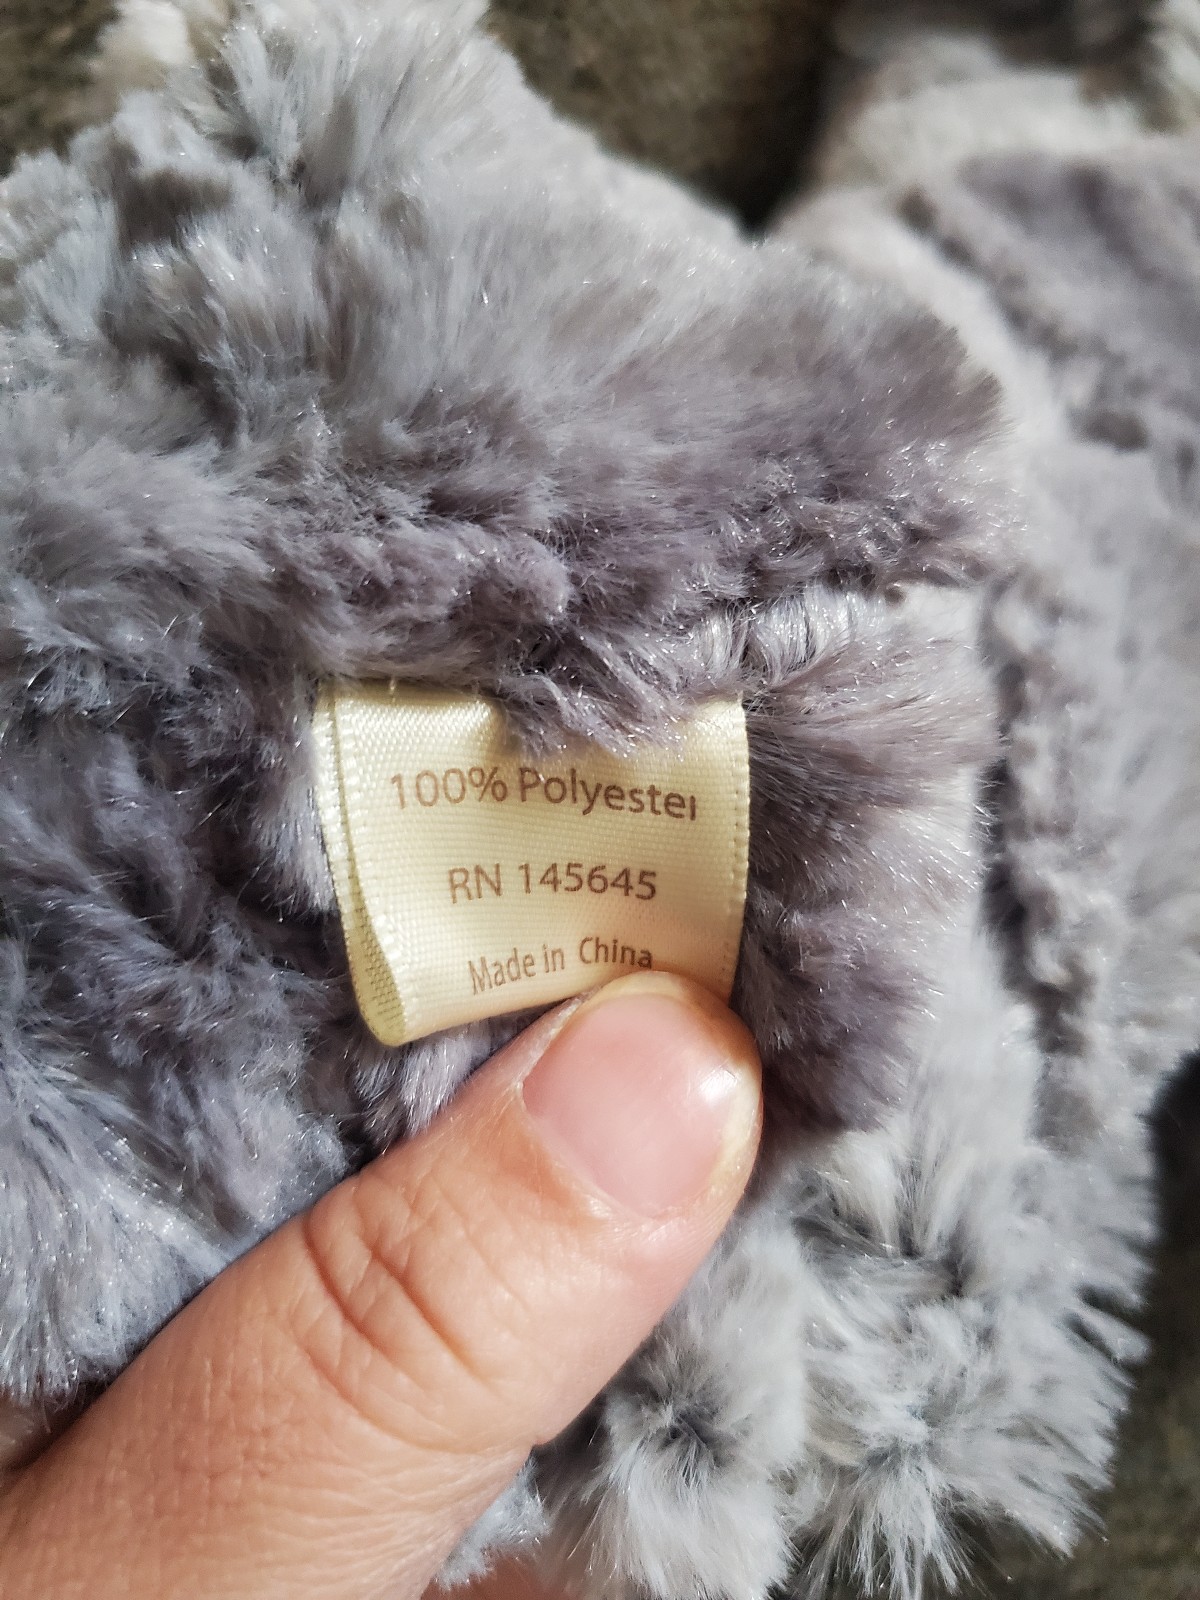 100% Polyester
RN 145645
Made in China